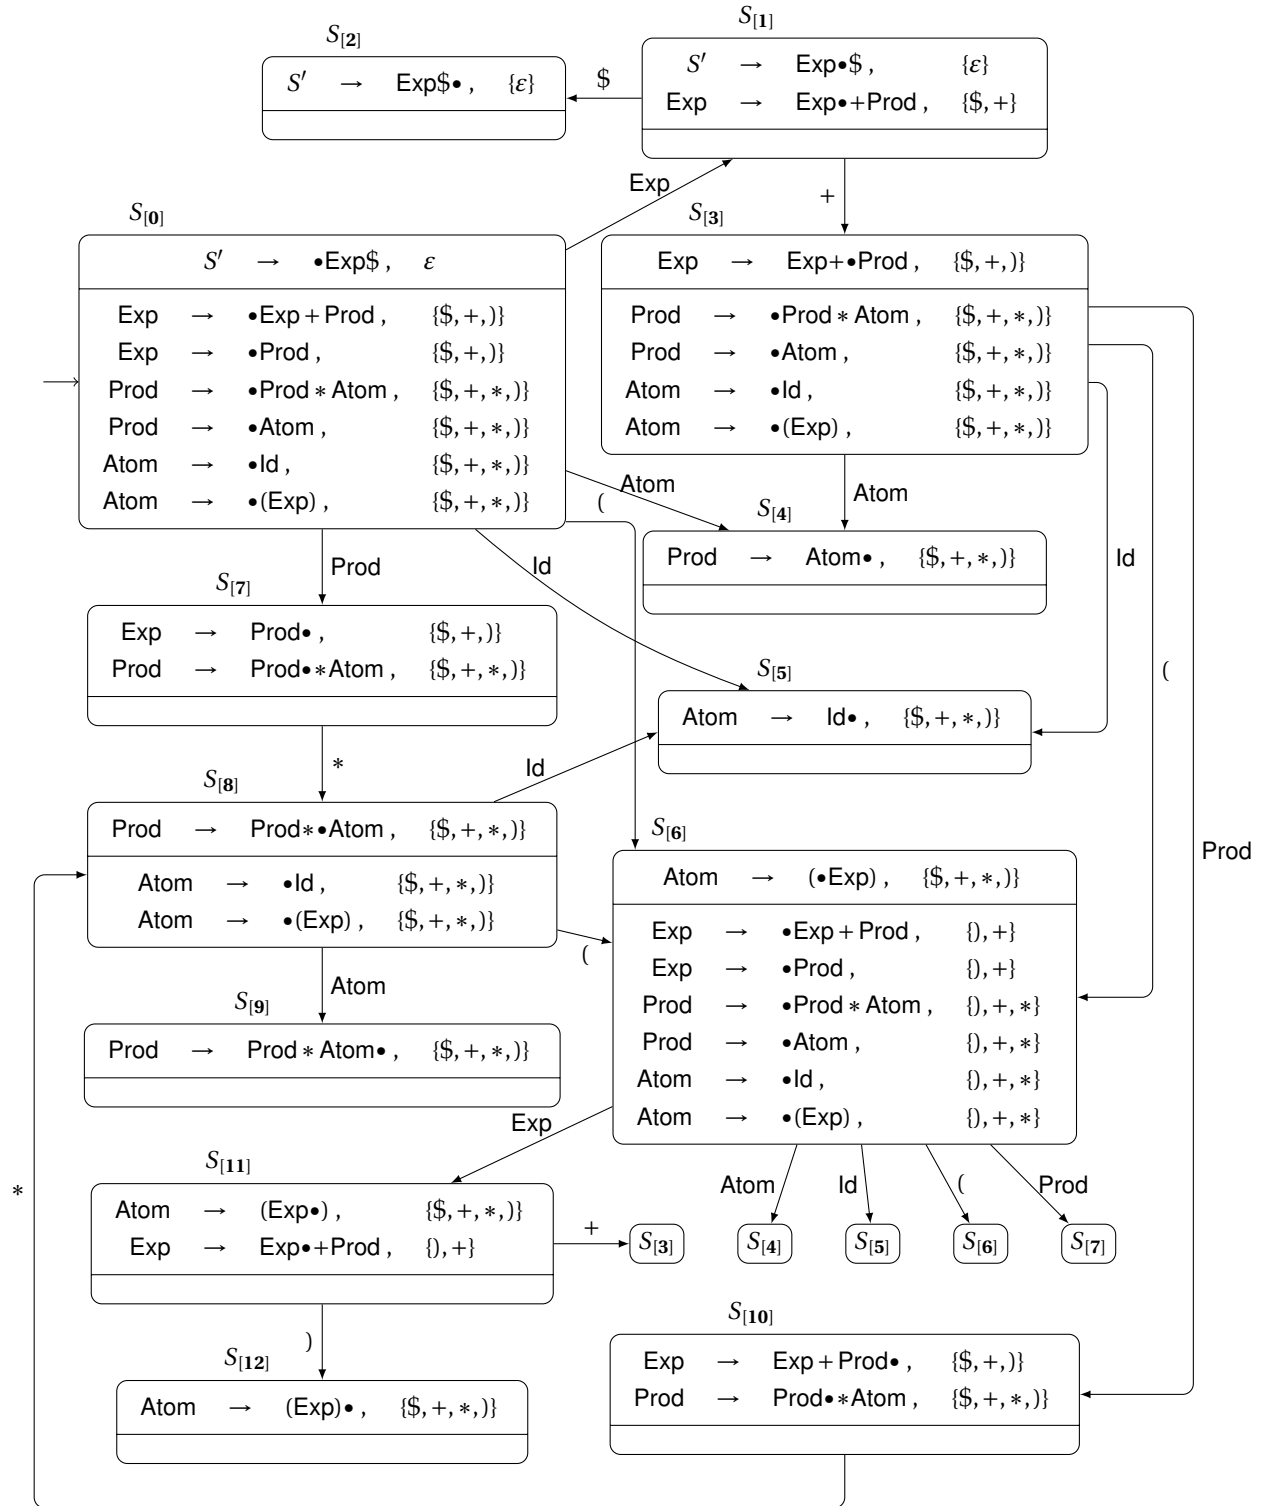 S[1]
S′ → Exp•$ , {ε}
Exp → Exp•+Prod , {$,+}
S[2]
S′ → Exp$• , {ε}
$
Exp
+
S[0]
S′ → •Exp$ , ε
Exp → •Exp + Prod , {$,+,)}
Exp → •Prod , {$,+,)}
Prod → •Prod ∗ Atom , {$,+,∗,)}
Prod → •Atom , {$,+,∗,)}
Atom → •Id , {$,+,∗,)}
Atom → •(Exp) , {$,+,∗,)}
S[3]
Exp → Exp+•Prod , {$,+,)}
Prod → •Prod ∗ Atom , {$,+,∗,)}
Prod → •Atom , {$,+,∗,)}
Atom → •Id , {$,+,∗,)}
Atom → •(Exp) , {$,+,∗,)}
Atom
(
Atom
Prod
Id
Id
(
Prod
S[4]
Prod → Atom• , {$,+,∗,)}
S[7]
Exp → Prod• , {$,+,)}
Prod → Prod•∗Atom , {$,+,∗,)}
∗
S[5]
Atom → Id• , {$,+,∗,)}
Id
S[8]
Prod → Prod∗•Atom , {$,+,∗,)}
Atom → •Id , {$,+,∗,)}
Atom → •(Exp) , {$,+,∗,)}
(
Atom
S[6]
Atom → (•Exp) , {$,+,∗,)}
Exp → •Exp + Prod , {),+}
Exp → •Prod , {),+}
Prod → •Prod ∗ Atom , {),+,∗}
Prod → •Atom , {),+,∗}
Atom → •Id , {),+,∗}
Atom → •(Exp) , {),+,∗}
S[9]
Prod → Prod ∗ Atom• , {$,+,∗,)}
Exp
Atom
Id
(
Prod
S[4]
S[5]
S[6]
S[7]
S[11]
Atom → (Exp•) , {$,+,∗,)}
Exp → Exp•+Prod , {),+}
+
S[3]
∗
)
S[12]
Atom → (Exp)• , {$,+,∗,)}
S[10]
Exp → Exp + Prod• , {$,+,)}
Prod → Prod•∗Atom , {$,+,∗,)}